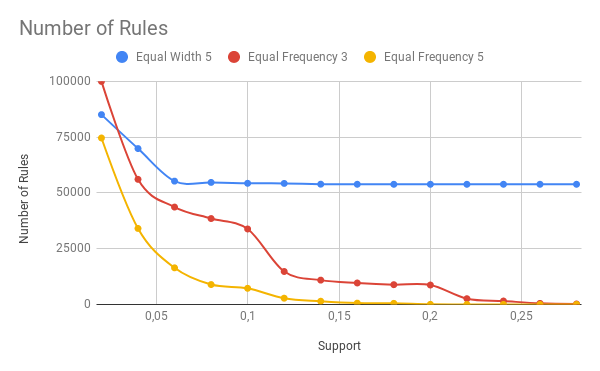 Number of Rules
Equal Width 5 Equal Frequency 3 Equal Frequency 5
Number of Rules
100000
75000
50000
25000
0
0,05 0,1 0,15 0,2 0,25
Support